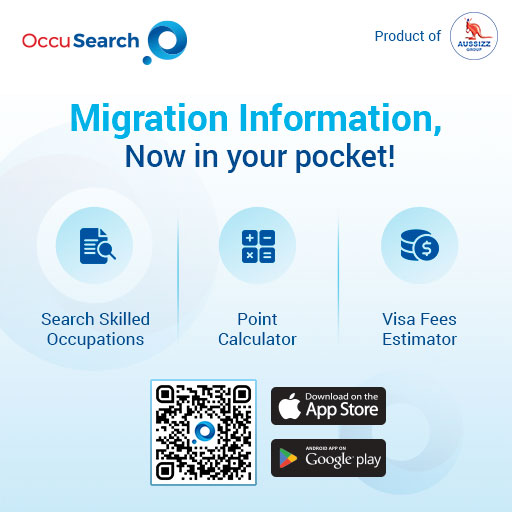 OccuSearch
Product of
AUSSIZZ
GROUP
Migration Information,
Now in your pocket!
Search Skilled
Occupations
Point
Calculator
Visa Fees
Estimator
Download on the
App Store
ANDROID APP ON
Google play